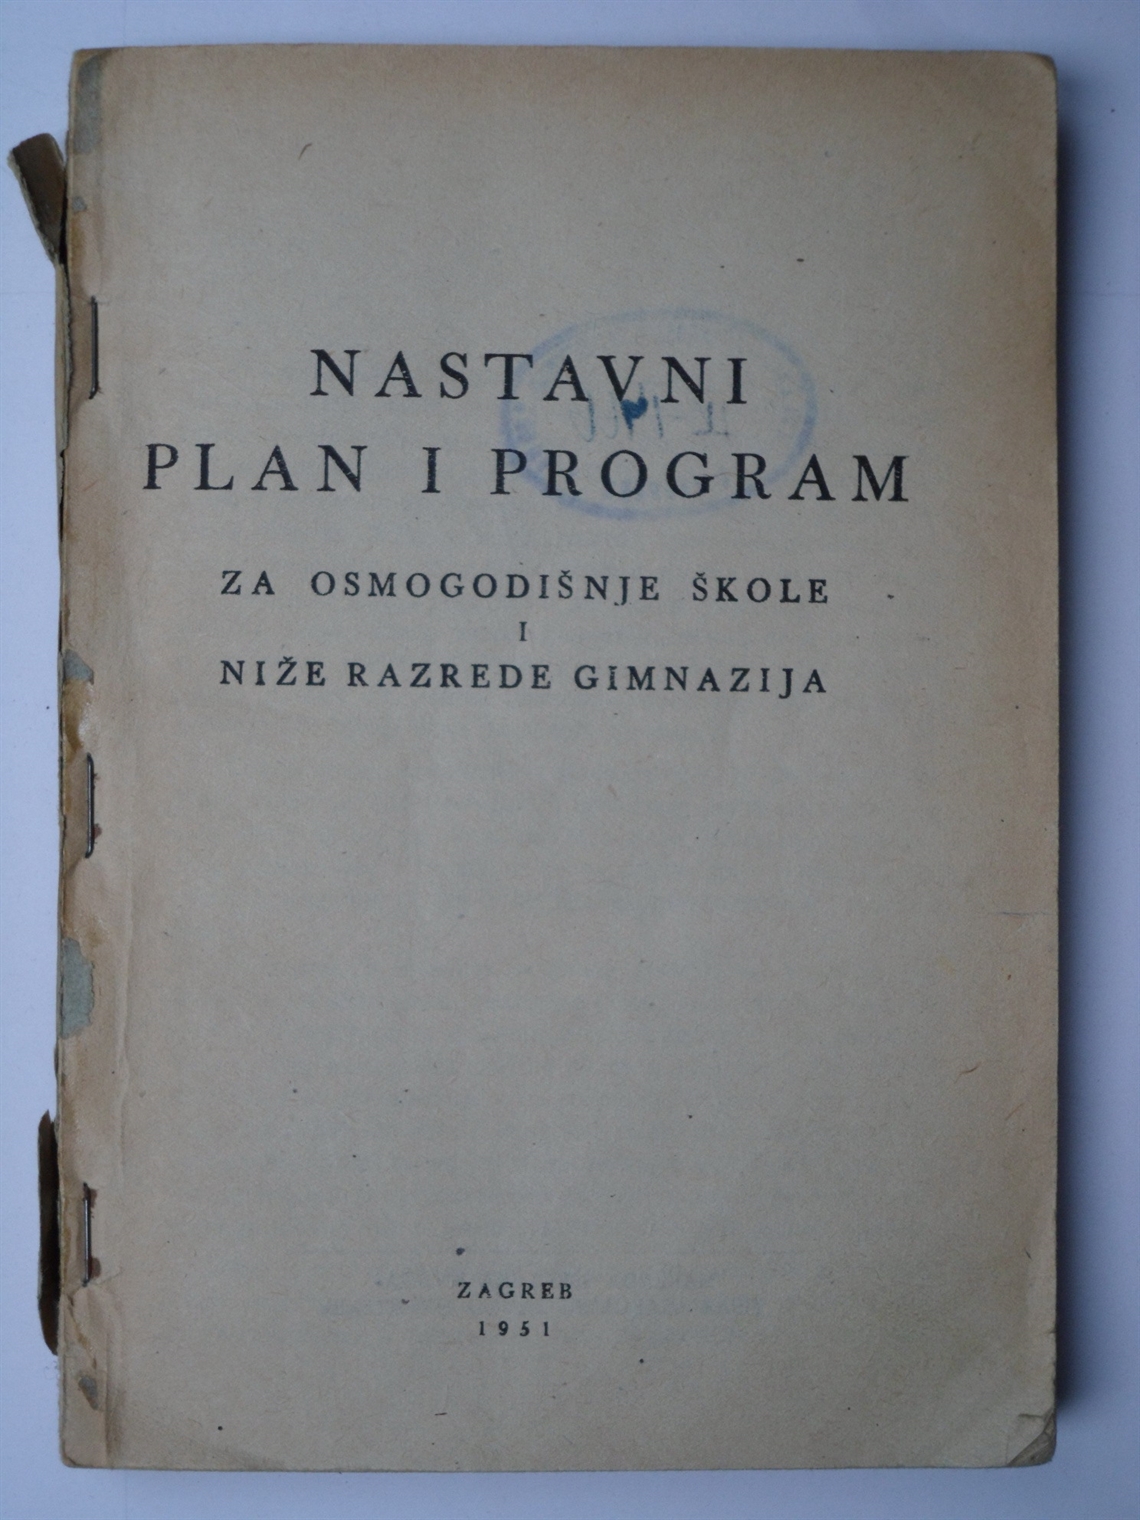 NASTAVNI
PLAN I PROGRAM
ZA OSMOGODIŠNJE ŠKOLE
I
NIŽE RAZREDE GIMNAZIJA
ZAGREB
1951